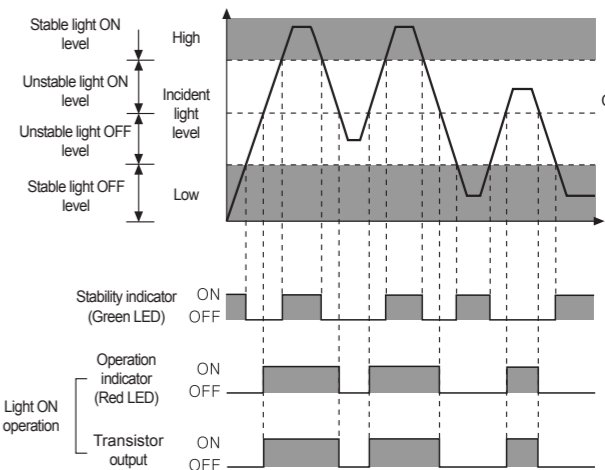 Stable light ON
level
Unstable light ON
level
Unstable light OFF
level
Stable light OFF
level
High
Incident
light
level
Low
Stability indicator
(Green LED)
ON
OFF
Light ON
operation
Operation
indicator
(Red LED)
ON
OFF
Transistor
output
ON
OFF